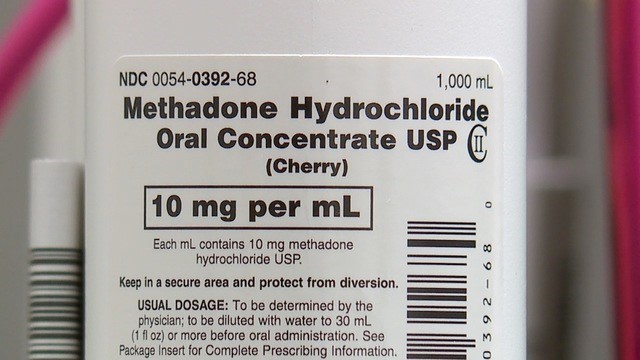 NDC 0054-0392-68 1,000 mL
Methadone Hydrochloride
Oral Concentrate USP CII
(Cherry)
10 mg per mL
Each mL contains 10 mg methadone
hydrochloride USP.
Keep in a secure area and protect from diversion.
USUAL DOSAGE: To be determined by the
physician; to be diluted with water to 30 mL
(1 fl oz) or more before oral administration. See
Package Insert for Complete Prescribing Information.
0392-68 0